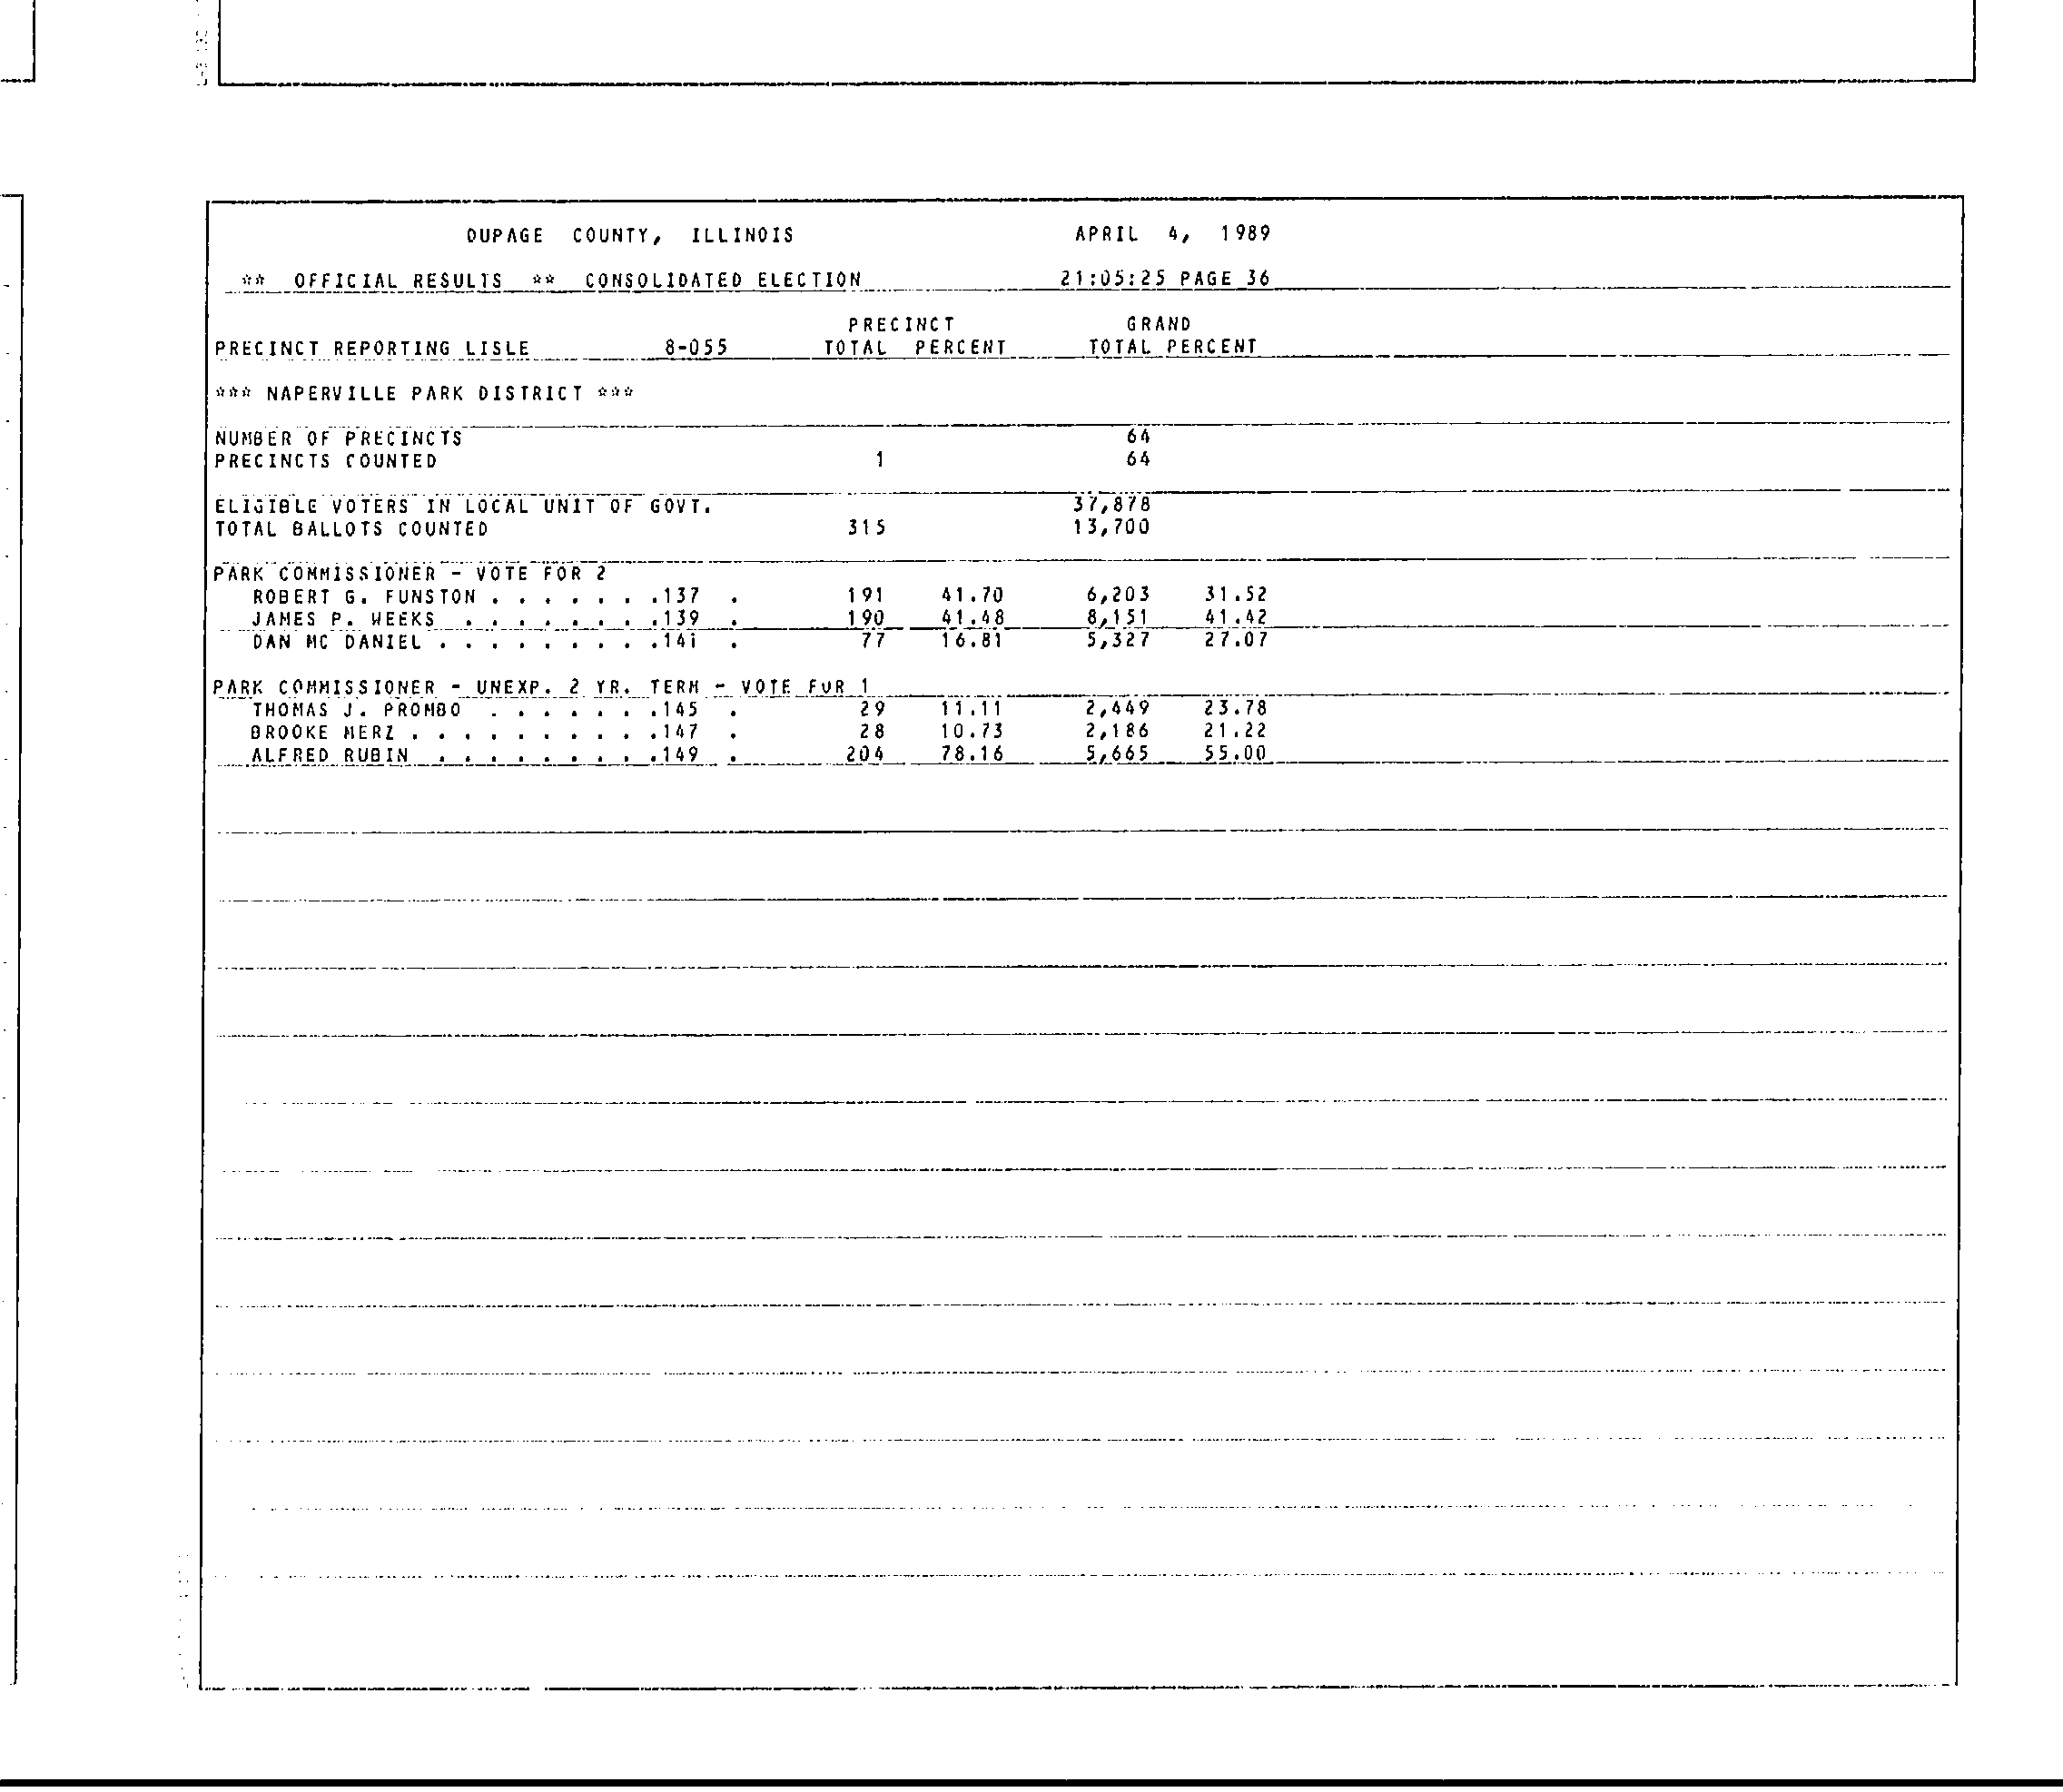 DUPAGE COUNTY, ILLINOIS APRIL 4, 1989
** OFFICIAL RESULTS ** CONSOLIDATED ELECTION 21:05:25 PAGE 36
PRECINCT GRAND
PRECINCT REPORTING LISLE 8-055 TOTAL PERCENT TOTAL PERCENT
*** NAPERVILLE PARK DISTRICT ***
NUMBER OF PRECINCTS 64
PRECINCTS COUNTED 1 64
ELIGIBLE VOTERS IN LOCAL UNIT OF GOVT. 37,878
TOTAL BALLOTS COUNTED 315 13,700
PARK COMMISSIONER - VOTE FOR 2
ROBERT G. FUNSTON . . . . . . .137 . 191 41.70 6,203 31.52
JAMES P. WEEKS . . . . . . . .139 . 190 41.48 8,151 41.42
DAN MC DANIEL . . . . . . . . .141 . 77 16.81 5,327 27.07
PARK COMMISSIONER - UNEXP. 2 YR. TERM - VOTE FOR 1
THOMAS J. PROMBO . . . . . . .145 . 29 11.11 2,449 23.78
BROOKE MERZ . . . . . . . . . .147 . 28 10.73 2,186 21.22
ALFRED RUBIN . . . . . . . . .149 . 204 78.16 5,665 55.00